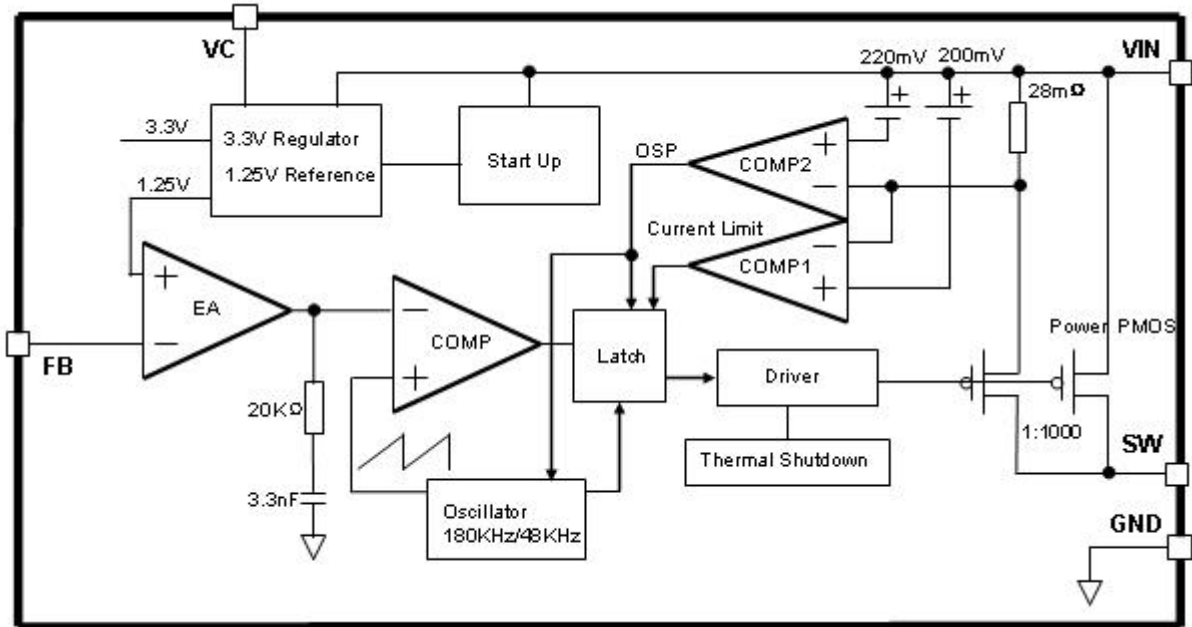 VC
220mV 200mV
VIN
28mΩ
3.3V
3.3V Regulator
1.25V Reference
1.25V
Start Up
OSP
COMP2
+
−
Current Limit
COMP1
−
+
EA
+
−
FB
COMP
−
+
Latch
Driver
Power PMOS
1:1000
Thermal Shutdown
SW
20KΩ
3.3nF
Oscillator
180KHz/48KHz
GND
+
+